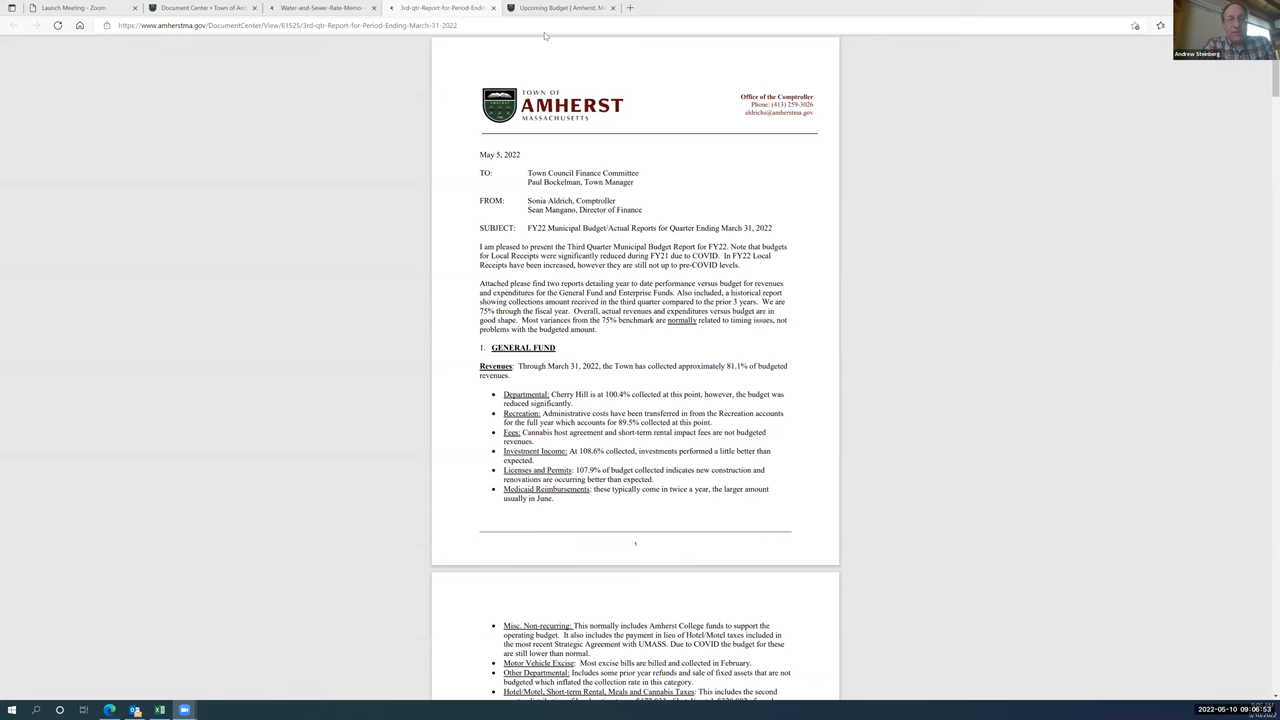 Launch Meeting - Zoom
Document Center • Town of Am
Water-and-Sewer-Rate-Memo-
3rd-qtr-Report-for-Period-Endin
Upcoming Budget | Amherst, M
https://www.amherstma.gov/DocumentCenter/View/61525/3rd-qtr-Report-for-Period-Ending-March-31-2022
Andrew Steinberg
TOWN OF
AMHERST
MASSACHUSETTS
Office of the Comptroller
Phone: (413) 259-3026
aldrichs@amherstma.gov
May 5, 2022
TO: Town Council Finance Committee
Paul Bockelman, Town Manager
FROM: Sonia Aldrich, Comptroller
Sean Mangano, Director of Finance
SUBJECT: FY22 Municipal Budget/Actual Reports for Quarter Ending March 31, 2022
I am pleased to present the Third Quarter Municipal Budget Report for FY22. Note that budgets
for Local Receipts were significantly reduced during FY21 due to COVID. In FY22 Local
Receipts have been increased, however they are still not up to pre-COVID levels.
Attached please find two reports detailing year to date performance versus budget for revenues
and expenditures for the General Fund and Enterprise Funds. Also included, a historical report
showing collections amount received in the third quarter compared to the prior 3 years. We are
75% through the fiscal year. Overall, actual revenues and expenditures versus budget are in
good shape. Most variances from the 75% benchmark are normally related to timing issues, not
problems with the budgeted amount.
1. GENERAL FUND
Revenues: Through March 31, 2022, the Town has collected approximately 81.1% of budgeted
revenues.
• Departmental: Cherry Hill is at 100.4% collected at this point, however, the budget was
reduced significantly.
• Recreation: Administrative costs have been transferred in from the Recreation accounts
for the full year which accounts for 89.5% collected at this point.
• Fees: Cannabis host agreement and short-term rental impact fees are not budgeted
revenues.
• Investment Income: At 108.6% collected, investments performed a little better than
expected.
• Licenses and Permits: 107.9% of budget collected indicates new construction and
renovations are occurring better than expected.
• Medicaid Reimbursements: these typically come in twice a year, the larger amount
usually in June.
1
• Misc. Non-recurring: This normally includes Amherst College funds to support the
operating budget. It also includes the payment in lieu of Hotel/Motel taxes included in
the most recent Strategic Agreement with UMASS. Due to COVID the budget for these
are still lower than normal.
• Motor Vehicle Excise: Most excise bills are billed and collected in February.
• Other Departmental: Includes some prior year refunds and sale of fixed assets that are not
budgeted which inflated the collection rate in this category.
• Hotel/Motel, Short-term Rental, Meals and Cannabis Taxes: This includes the second
2022-05-10 09:06:53